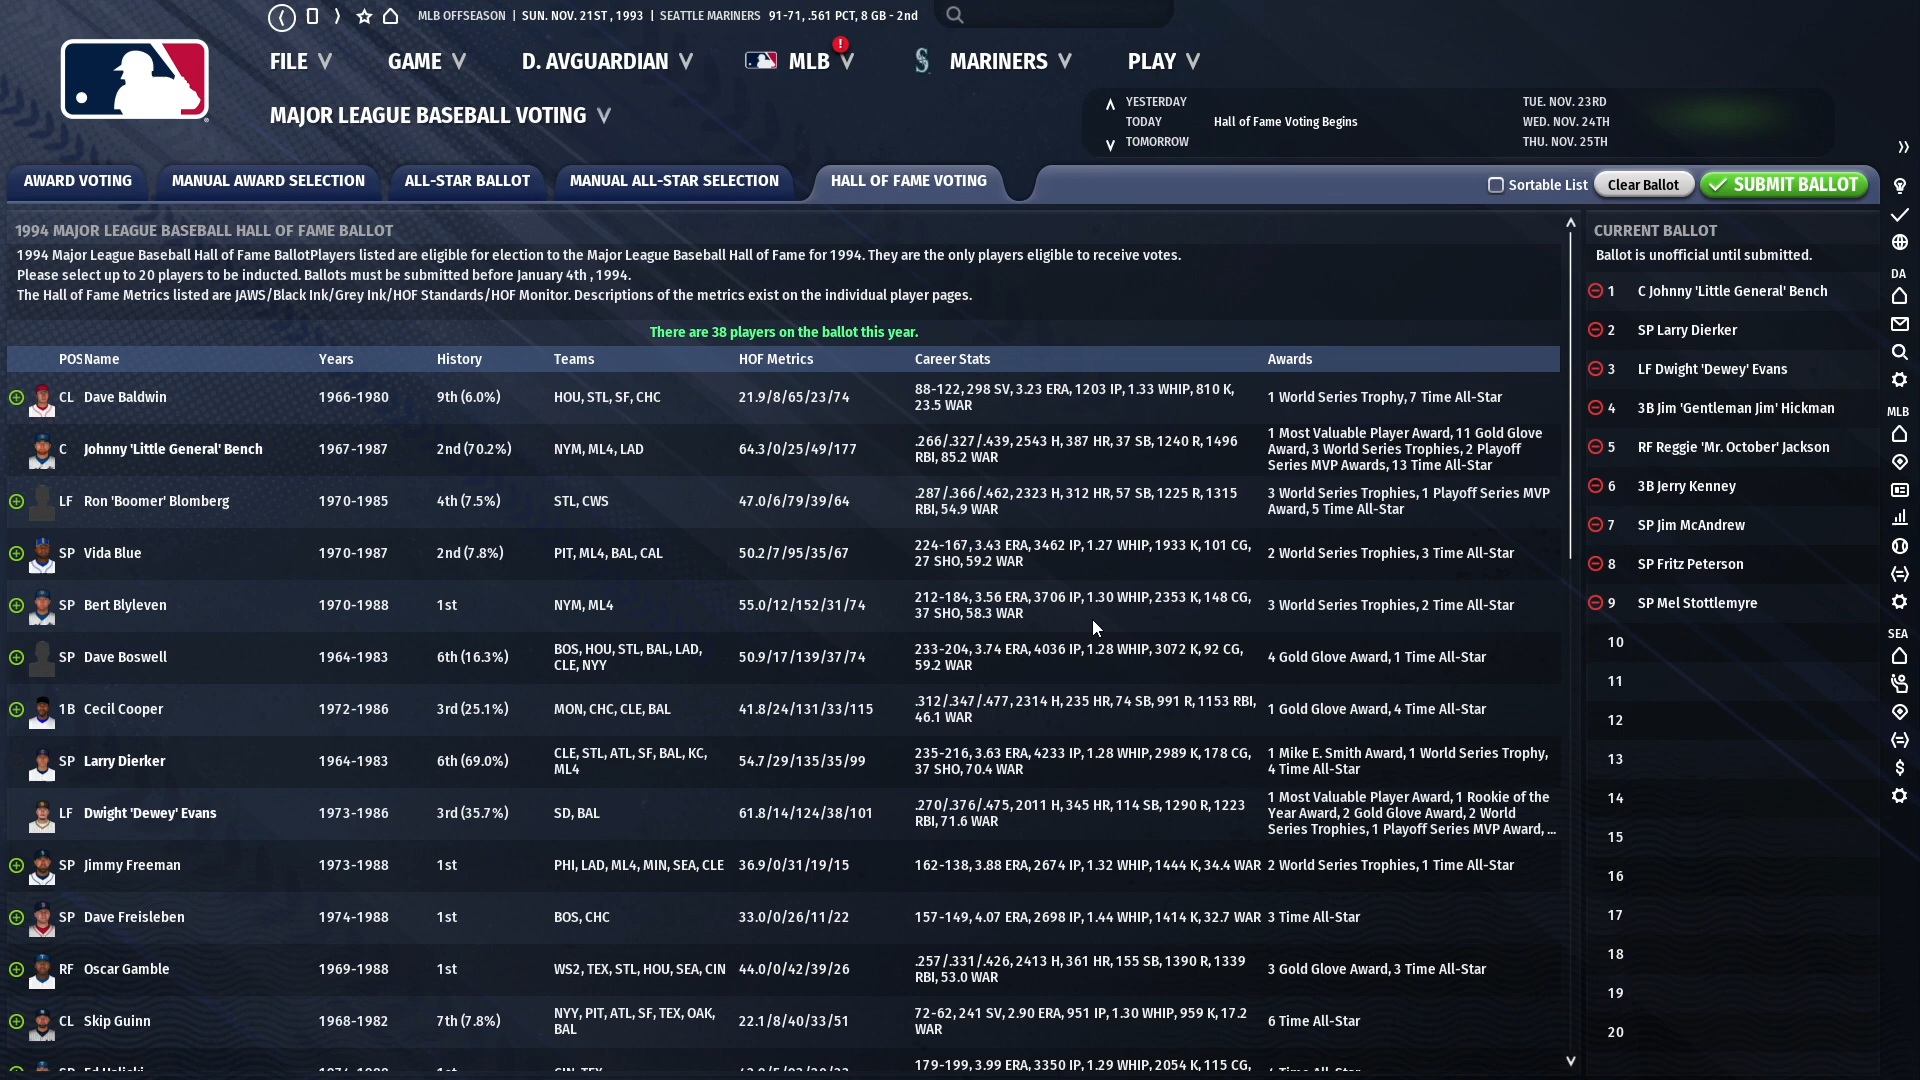 MLB OFFSEASON | SUN. NOV. 21ST , 1993 | SEATTLE MARINERS 91-71, .561 PCT, 8 GB - 2nd
FILE GAME D. AVGUARDIAN MLB ! MARINERS PLAY
MAJOR LEAGUE BASEBALL VOTING
YESTERDAY TUE. NOV. 23RD
TODAY Hall of Fame Voting Begins WED. NOV. 24TH
TOMORROW THU. NOV. 25TH
AWARD VOTING MANUAL AWARD SELECTION ALL-STAR BALLOT MANUAL ALL-STAR SELECTION HALL OF FAME VOTING Sortable List Clear Ballot SUBMIT BALLOT
1994 MAJOR LEAGUE BASEBALL HALL OF FAME BALLOT
1994 Major League Baseball Hall of Fame BallotPlayers listed are eligible for election to the Major League Baseball Hall of Fame for 1994. They are the only players eligible to receive votes.
Please select up to 20 players to be inducted. Ballots must be submitted before January 4th , 1994.
The Hall of Fame Metrics listed are JAWS/Black Ink/Grey Ink/HOF Standards/HOF Monitor. Descriptions of the metrics exist on the individual player pages.
There are 38 players on the ballot this year.
POS Name Years History Teams HOF Metrics Career Stats Awards
CL Dave Baldwin 1966-1980 9th (6.0%) HOU, STL, SF, CHC 21.9/8/65/23/74 88-122, 298 SV, 3.23 ERA, 1203 IP, 1.33 WHIP, 810 K, 23.5 WAR 1 World Series Trophy, 7 Time All-Star
C Johnny 'Little General' Bench 1967-1987 2nd (70.2%) NYM, ML4, LAD 64.3/0/25/49/177 .266/.327/.439, 2543 H, 387 HR, 37 SB, 1240 R, 1496 RBI, 85.2 WAR 1 Most Valuable Player Award, 11 Gold Glove Award, 3 World Series Trophies, 2 Playoff Series MVP Awards, 13 Time All-Star
LF Ron 'Boomer' Blomberg 1970-1985 4th (7.5%) STL, CWS 47.0/6/79/39/64 .287/.366/.462, 2323 H, 312 HR, 57 SB, 1225 R, 1315 RBI, 54.9 WAR 3 World Series Trophies, 1 Playoff Series MVP Award, 5 Time All-Star
SP Vida Blue 1970-1987 2nd (7.8%) PIT, ML4, BAL, CAL 50.2/7/95/35/67 224-167, 3.43 ERA, 3462 IP, 1.27 WHIP, 1933 K, 101 CG, 27 SHO, 59.2 WAR 2 World Series Trophies, 3 Time All-Star
SP Bert Blyleven 1970-1988 1st NYM, ML4 55.0/12/152/31/74 212-184, 3.56 ERA, 3706 IP, 1.30 WHIP, 2353 K, 148 CG, 37 SHO, 58.3 WAR 3 World Series Trophies, 2 Time All-Star
SP Dave Boswell 1964-1983 6th (16.3%) BOS, HOU, STL, BAL, LAD, CLE, NYY 50.9/17/139/37/74 233-204, 3.74 ERA, 4036 IP, 1.28 WHIP, 3072 K, 92 CG, 59.2 WAR 4 Gold Glove Award, 1 Time All-Star
1B Cecil Cooper 1972-1986 3rd (25.1%) MON, CHC, CLE, BAL 41.8/24/131/33/115 .312/.347/.477, 2314 H, 235 HR, 74 SB, 991 R, 1153 RBI, 46.1 WAR 1 Gold Glove Award, 4 Time All-Star
SP Larry Dierker 1964-1983 6th (69.0%) CLE, STL, ATL, SF, BAL, KC, ML4 54.7/29/135/35/99 235-216, 3.63 ERA, 4233 IP, 1.28 WHIP, 2989 K, 178 CG, 37 SHO, 70.4 WAR 1 Mike E. Smith Award, 1 World Series Trophy, 4 Time All-Star
LF Dwight 'Dewey' Evans 1973-1986 3rd (35.7%) SD, BAL 61.8/14/124/38/101 .270/.376/.475, 2011 H, 345 HR, 114 SB, 1290 R, 1223 RBI, 71.6 WAR 1 Most Valuable Player Award, 1 Rookie of the Year Award, 2 Gold Glove Award, 2 World Series Trophies, 1 Playoff Series MVP Award, ...
SP Jimmy Freeman 1973-1988 1st PHI, LAD, ML4, MIN, SEA, CLE 36.9/0/31/19/15 162-138, 3.88 ERA, 2674 IP, 1.32 WHIP, 1444 K, 34.4 WAR 2 World Series Trophies, 1 Time All-Star
SP Dave Freisleben 1974-1988 1st BOS, CHC 33.0/0/26/11/22 157-149, 4.07 ERA, 2698 IP, 1.44 WHIP, 1414 K, 32.7 WAR 3 Time All-Star
RF Oscar Gamble 1969-1988 1st WS2, TEX, STL, HOU, SEA, CIN 44.0/0/42/39/26 .257/.331/.426, 2413 H, 361 HR, 155 SB, 1390 R, 1339 RBI, 53.0 WAR 3 Gold Glove Award, 3 Time All-Star
CL Skip Guinn 1968-1982 7th (7.8%) NYY, PIT, ATL, SF, TEX, OAK, BAL 22.1/8/40/33/51 72-62, 241 SV, 2.90 ERA, 951 IP, 1.30 WHIP, 959 K, 17.2 WAR 6 Time All-Star
179-199, 3.99 ERA, 3350 IP, 1.29 WHIP, 2054 K, 115 CG,
CURRENT BALLOT
Ballot is unofficial until submitted.
1 C Johnny 'Little General' Bench
2 SP Larry Dierker
3 LF Dwight 'Dewey' Evans
4 3B Jim 'Gentleman Jim' Hickman
5 RF Reggie 'Mr. October' Jackson
6 3B Jerry Kenney
7 SP Jim McAndrew
8 SP Fritz Peterson
9 SP Mel Stottlemyre
10
11
12
13
14
15
16
17
18
19
20
DA
MLB
SEA